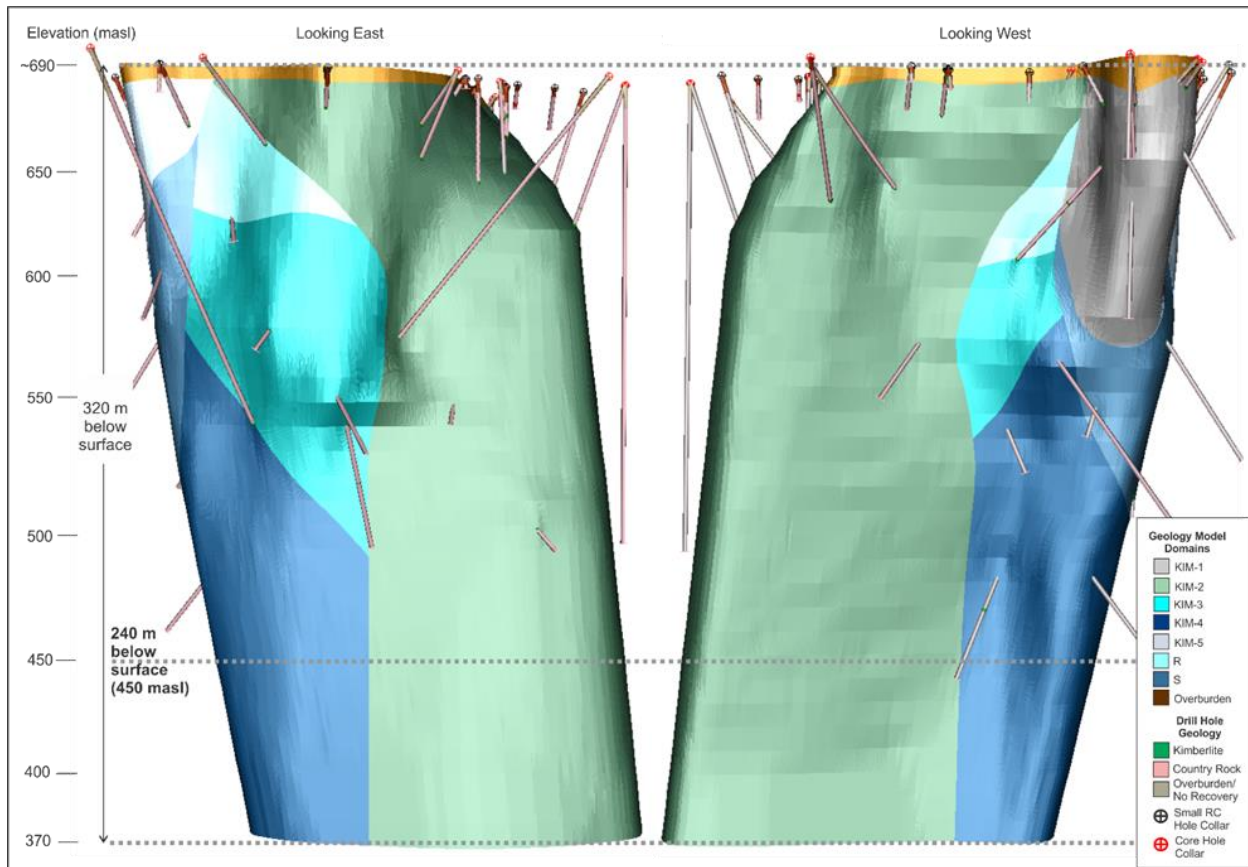 Elevation (masl)
Looking East
Looking West
~690
650
600
550
320 m
below
surface
500
240 m
below
surface
(450 masl)
450
400
370
Geology Model
Domains
KIM-1
KIM-2
KIM-3
KIM-4
KIM-5
R
S
Overburden
Drill Hole
Geology
Kimberlite
Country Rock
Overburden/
No Recovery
Small RC
Hole Collar
Core Hole
Collar